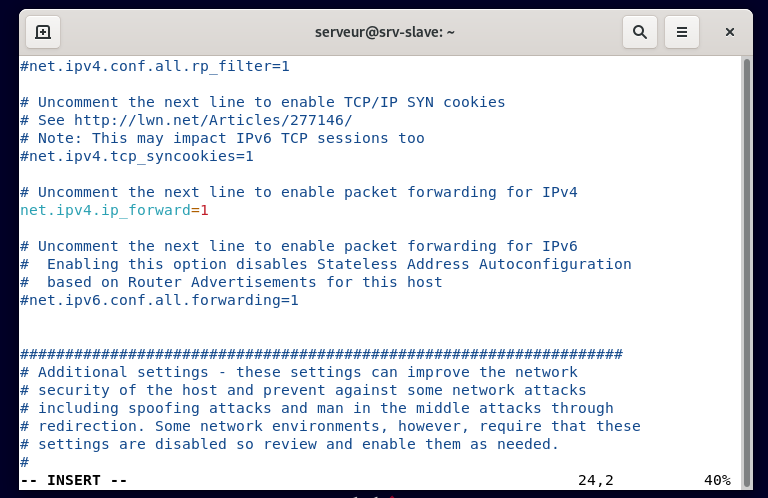 serveur@srv-slave: ~
#net.ipv4.conf.all.rp_filter=1
# Uncomment the next line to enable TCP/IP SYN cookies
# See http://lwn.net/Articles/277146/
# Note: This may impact IPv6 TCP sessions too
#net.ipv4.tcp_syncookies=1
# Uncomment the next line to enable packet forwarding for IPv4
net.ipv4.ip_forward=1
# Uncomment the next line to enable packet forwarding for IPv6
#  Enabling this option disables Stateless Address Autoconfiguration
#  based on Router Advertisements for this host
#net.ipv6.conf.all.forwarding=1
###################################################################
# Additional settings - these settings can improve the network
# security of the host and prevent against some network attacks
# including spoofing attacks and man in the middle attacks through
# redirection. Some network environments, however, require that these
# settings are disabled so review and enable them as needed.
#
-- INSERT -- 24,2 40%